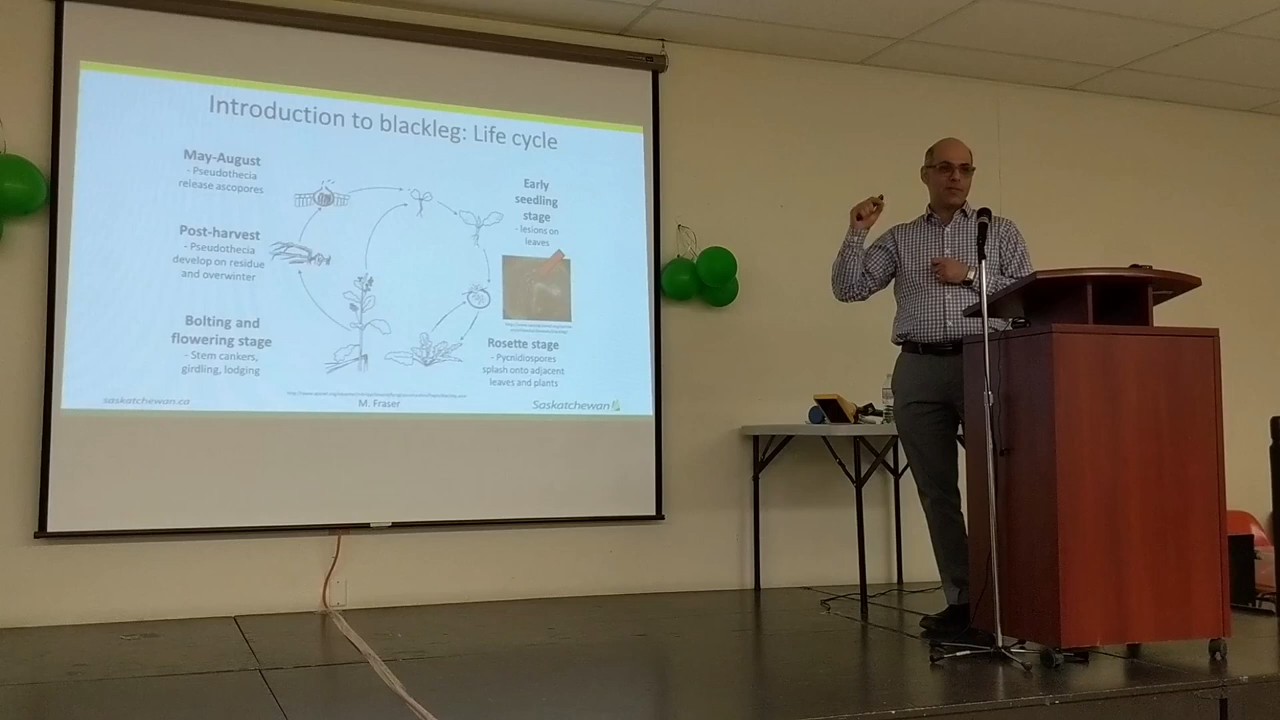 Introduction to blackleg: Life cycle
May-August
- Pseudothecia
release ascopores
Post-harvest
- Pseudothecia
develop on residue
and overwinter
Bolting and
flowering stage
- Stem cankers,
girdling, lodging
Early
seedling
stage
- lesions on
leaves
Rosette stage
- Pycnidiospores
splash onto adjacent
leaves and plants
saskatchewan.ca
M. Fraser
Saskatchewan